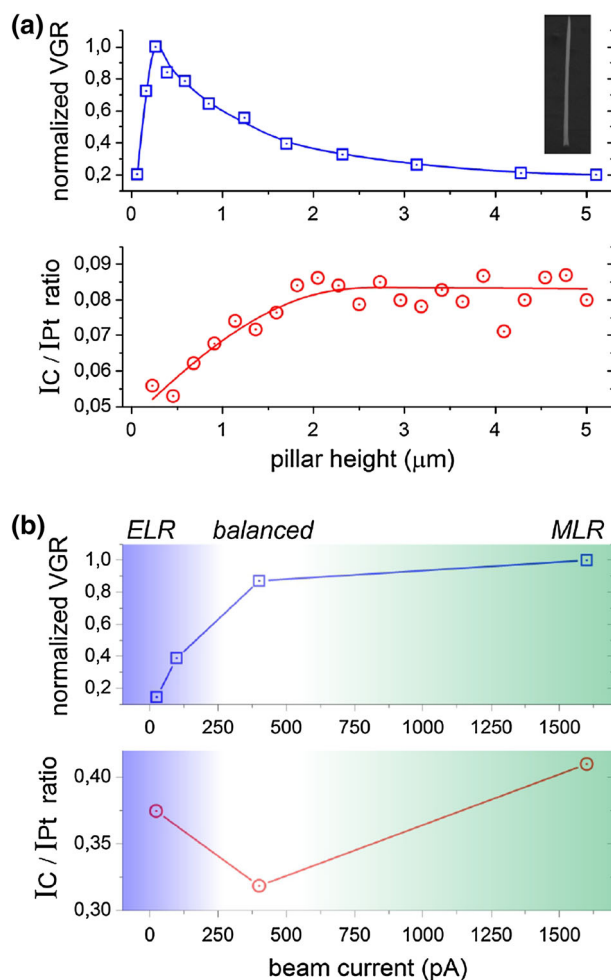 (a)
normalized VGR
1,0
0,8
0,6
0,4
0,2
0 1 2 3 4 5
IC / IPt ratio
0,09
0,08
0,07
0,06
0,05
0 1 2 3 4 5
pillar height (μm)
(b)
ELR balanced MLR
normalized VGR
1,0
0,8
0,6
0,4
0,2
0 250 500 750 1000 1250 1500
IC / IPt ratio
0,40
0,35
0,30
0 250 500 750 1000 1250 1500
beam current (pA)